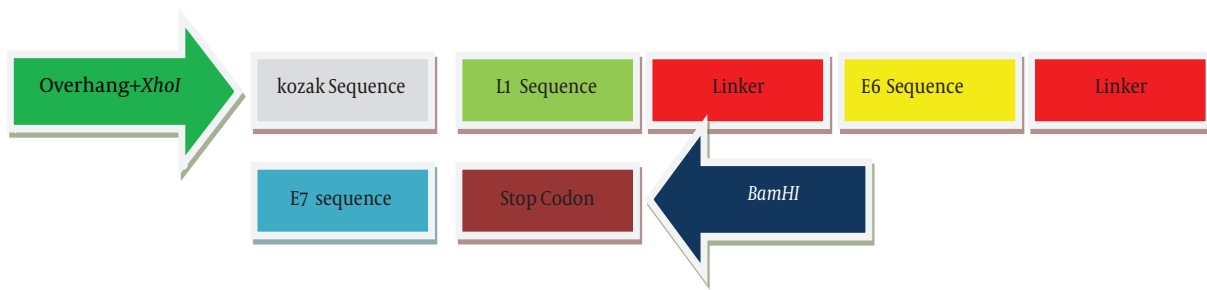 Overhang+XhoI
kozak Sequence
L1 Sequence
Linker
E6 Sequence
Linker
E7 sequence
Stop Codon
BamHI